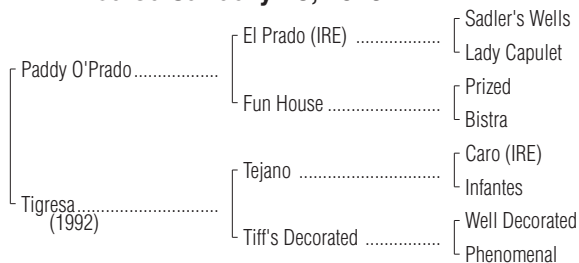 Sadler's Wells
El Prado (IRE) ..................
Lady Capulet
Paddy O'Prado..................
Prized
Fun House .......................
Bistra
Caro (IRE)
Tejano ..............................
Infantes
Tigresa..............................
(1992)
Well Decorated
Tiff's Decorated ................
Phenomenal